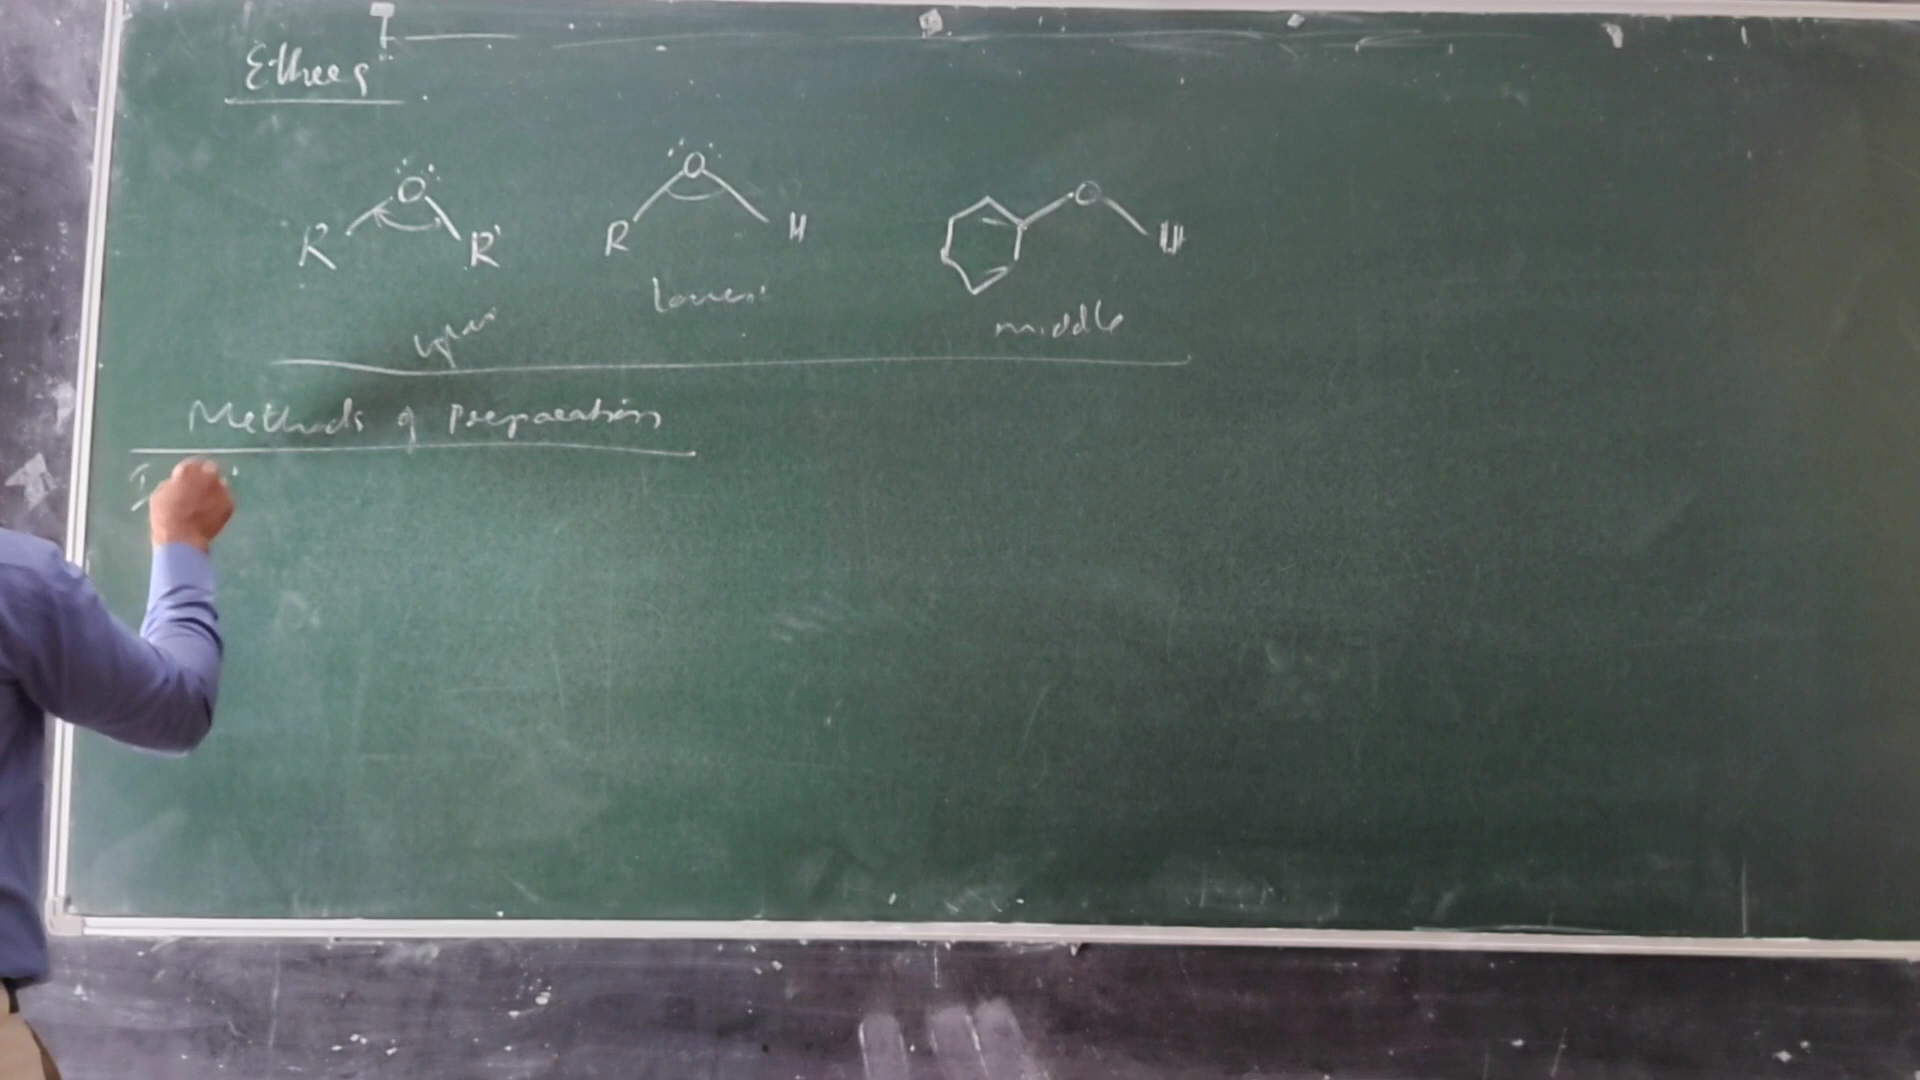 Ethers
R O R' R O H O H
lower
middle
Methods of Preparation
I